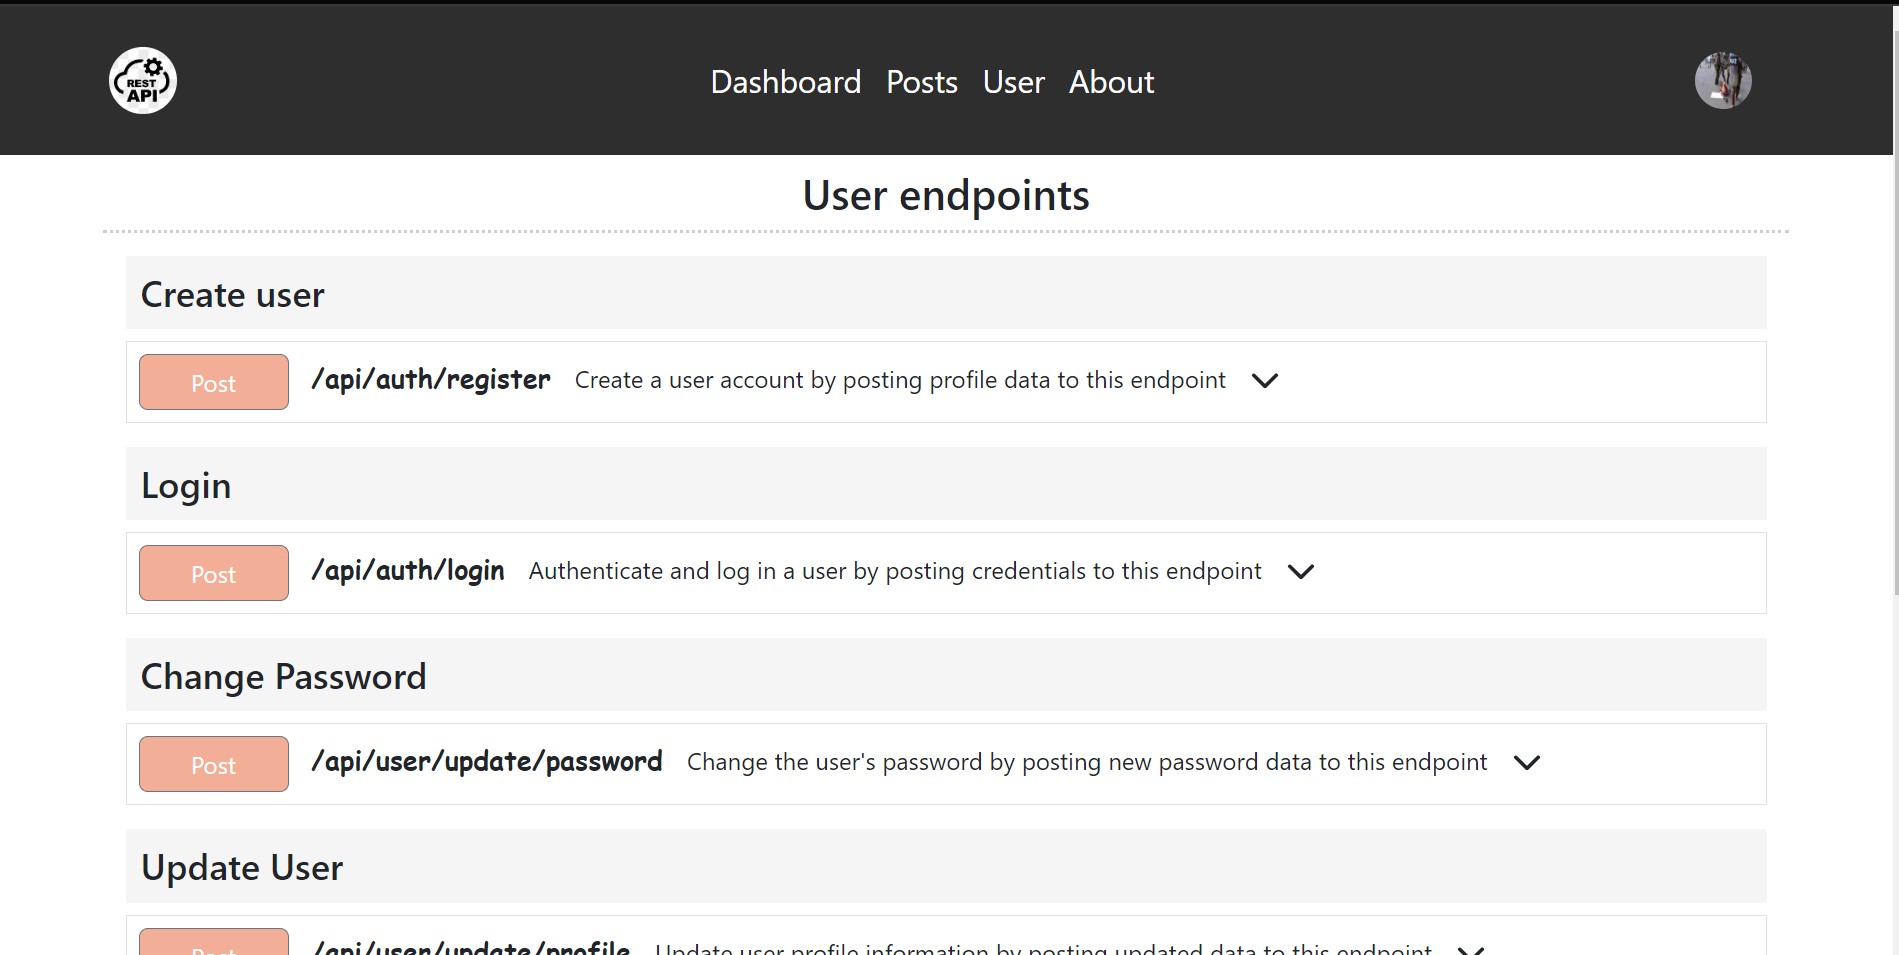 REST
API
Dashboard Posts User About
User endpoints
Create user
Post /api/auth/register Create a user account by posting profile data to this endpoint
Login
Post /api/auth/login Authenticate and log in a user by posting credentials to this endpoint
Change Password
Post /api/user/update/password Change the user's password by posting new password data to this endpoint
Update User
Post /api/user/update/profile Update user profile information by posting updated data to this endpoint